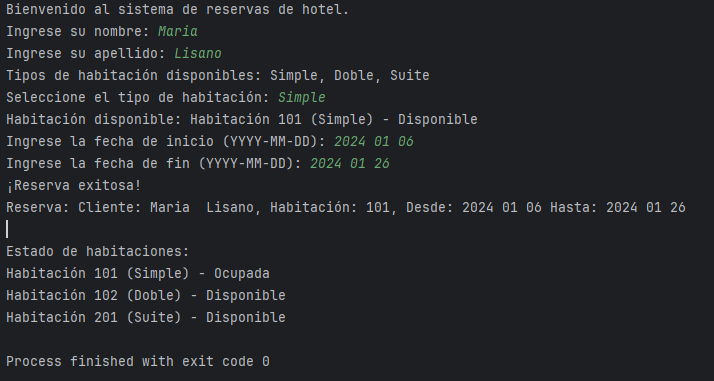 Bienvenido al sistema de reservas de hotel.
Ingrese su nombre: Maria
Ingrese su apellido: Lisano
Tipos de habitación disponibles: Simple, Doble, Suite
Seleccione el tipo de habitación: Simple
Habitación disponible: Habitación 101 (Simple) - Disponible
Ingrese la fecha de inicio (YYYY-MM-DD): 2024 01 06
Ingrese la fecha de fin (YYYY-MM-DD): 2024 01 26
¡Reserva exitosa!
Reserva: Cliente: Maria  Lisano, Habitación: 101, Desde: 2024 01 06 Hasta: 2024 01 26
Estado de habitaciones:
Habitación 101 (Simple) - Ocupada
Habitación 102 (Doble) - Disponible
Habitación 201 (Suite) - Disponible
Process finished with exit code 0